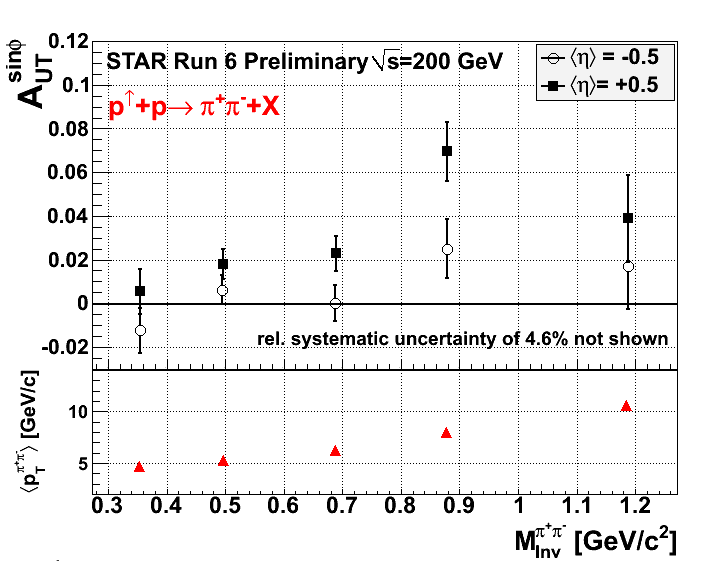 A_UT^sinϕ
0.12
0.1
0.08
0.06
0.04
0.02
0
-0.02
STAR Run 6 Preliminary √s=200 GeV
p↑+p→ π⁺π⁻+X
⟨η⟩ = -0.5
⟨η⟩= +0.5
rel. systematic uncertainty of 4.6% not shown
⟨p_T^π⁺π⁻⟩ [GeV/c]
10
5
0.3 0.4 0.5 0.6 0.7 0.8 0.9 1 1.1 1.2
M_Inv^π⁺π⁻ [GeV/c²]